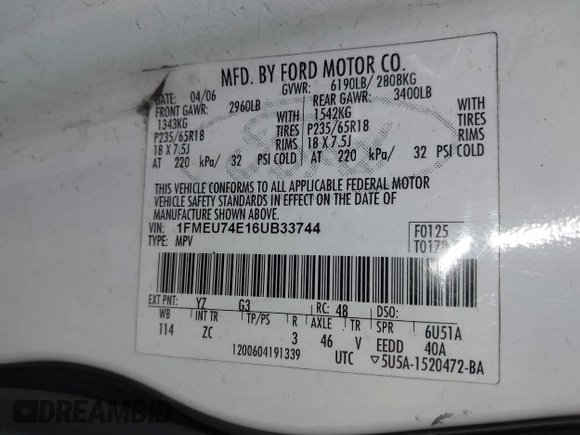 MFD. BY FORD MOTOR CO.
DATE: 04/06 GVWR: 6190LB/ 2808KG
FRONT GAWR: 2960LB REAR GAWR: 3400LB
1343KG WITH 1542KG WITH
P235/65R18 TIRES P235/65R18 TIRES
18 X 7.5J RIMS 18 X 7.5J RIMS
AT 220 kPa/ 32 PSI COLD AT 220 kPa/ 32 PSI COLD
THIS VEHICLE CONFORMS TO ALL APPLICABLE FEDERAL MOTOR
VEHICLE SAFETY STANDARDS IN EFFECT ON THE DATE OF
MANUFACTURE SHOWN ABOVE.
VIN: 1FMEU74E16UB33744 F0125
TYPE: MPV
EXT PNT: YZ G3 RC: 48 DSO:
WB INT TR TP/PS R AXLE TR SPR 6U51A
114 ZC 3 46 V EEDD 40A
1200604191339 UTC ▽5U5A-1520472-BA
DREAMBID